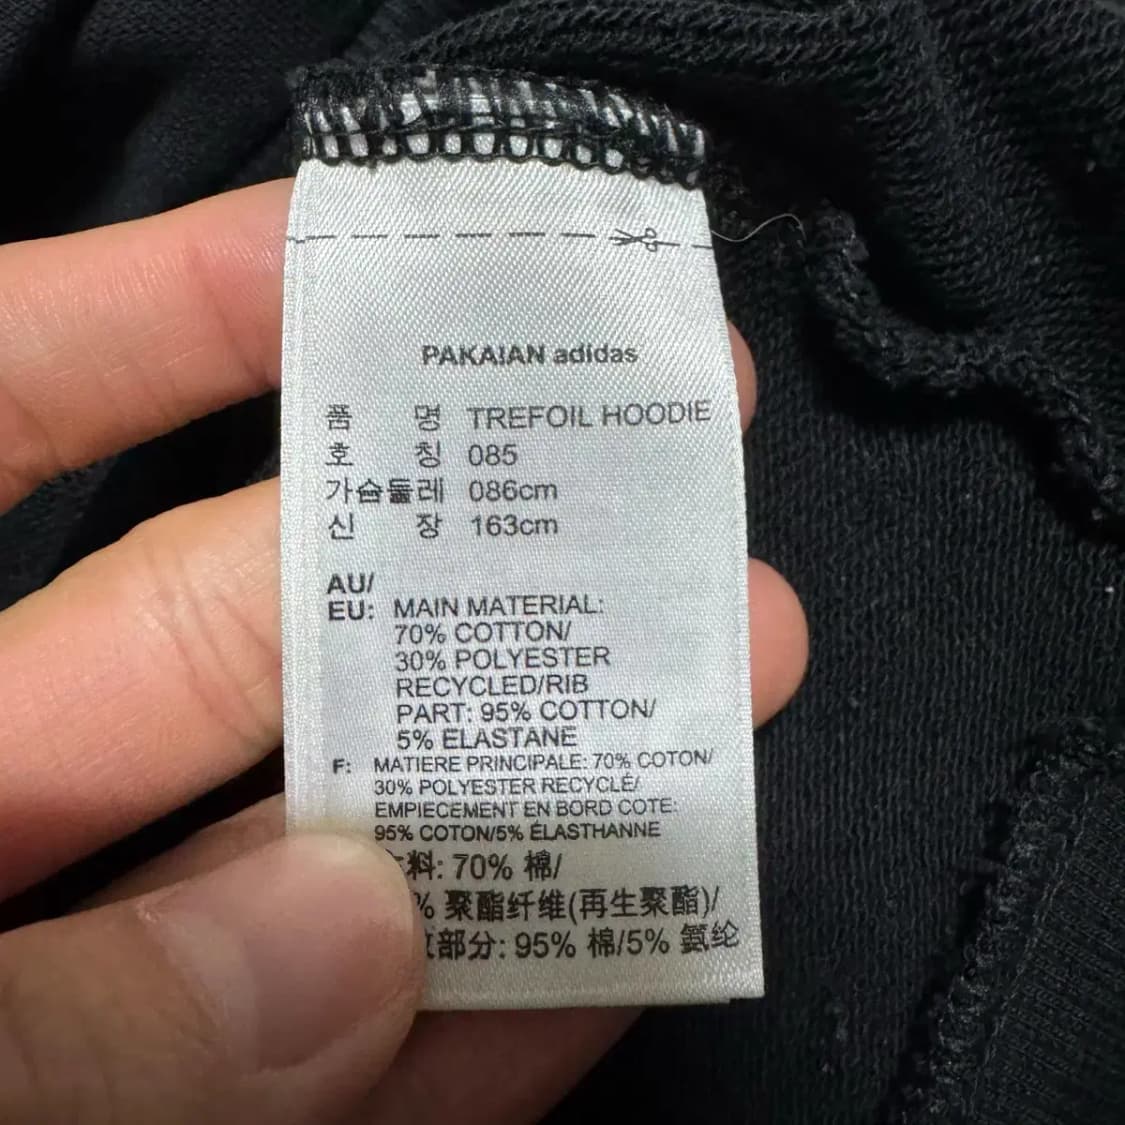 PAKAIAN adidas
품 명 TREFOIL HOODIE
호 칭 085
가슴둘레 086cm
신 장 163cm
AU/
EU: MAIN MATERIAL:
70% COTTON/
30% POLYESTER
RECYCLED/RIB
PART: 95% COTTON/
5% ELASTANE
F: MATIERE PRINCIPALE: 70% COTON/
30% POLYESTER RECYCLÉ/
EMPIECEMENT EN BORD COTE:
95% COTON/5% ÉLASTHANNE
料: 70% 棉/
% 聚酯纤维(再生聚酯)/
部分: 95% 棉/5% 氨纶